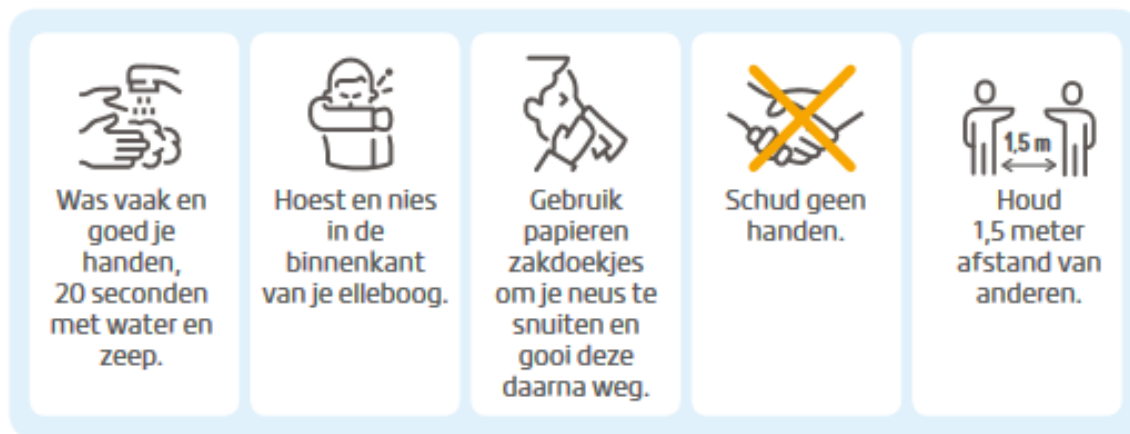 Was vaak en
goed je
handen,
20 seconden
met water en
zeep.
Hoest en nies
in de
binnenkant
van je elleboog.
Gebruik
papieren
zakdoekjes
om je neus te
snuiten en
gooi deze
daarna weg.
Schud geen
handen.
1,5 m
Houd
1,5 meter
afstand van
anderen.